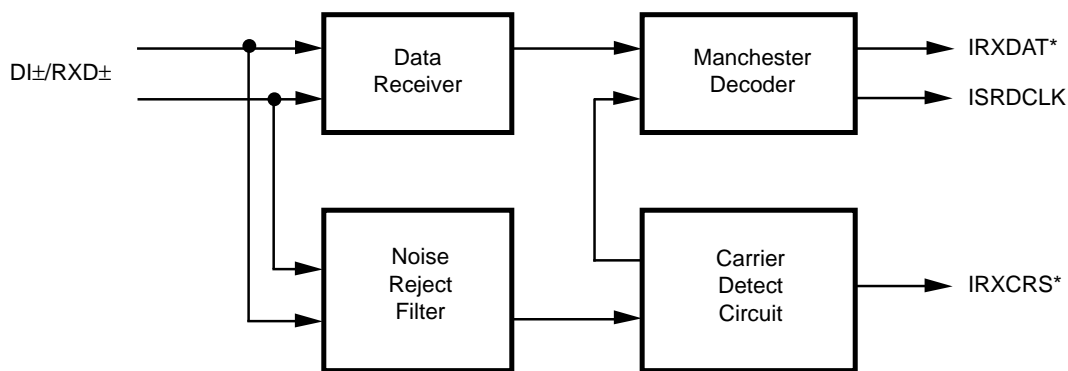 DI±/RXD±
Data
Receiver
Manchester
Decoder
IRXDAT*
ISRDCLK
Noise
Reject
Filter
Carrier
Detect
Circuit
IRXCRS*